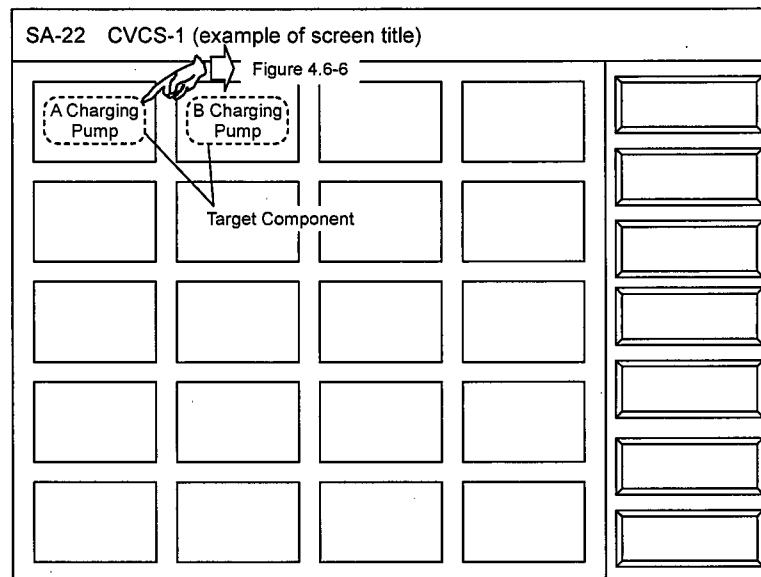 SA-22 CVCS-1 (example of screen title)
Figure 4.6-6
A Charging
Pump
B Charging
Pump
Target Component